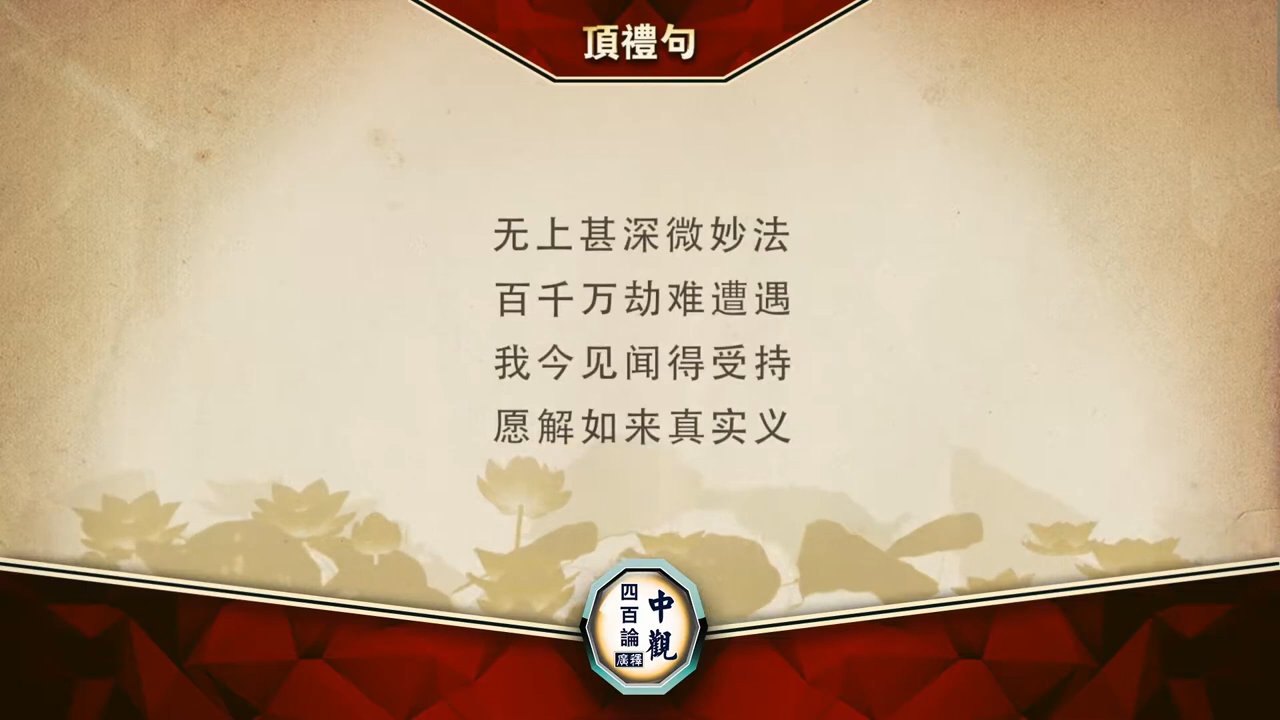 頂禮句
无上甚深微妙法
百千万劫难遭遇
我今见闻得受持
愿解如来真实义
中觀
四百論
廣釋